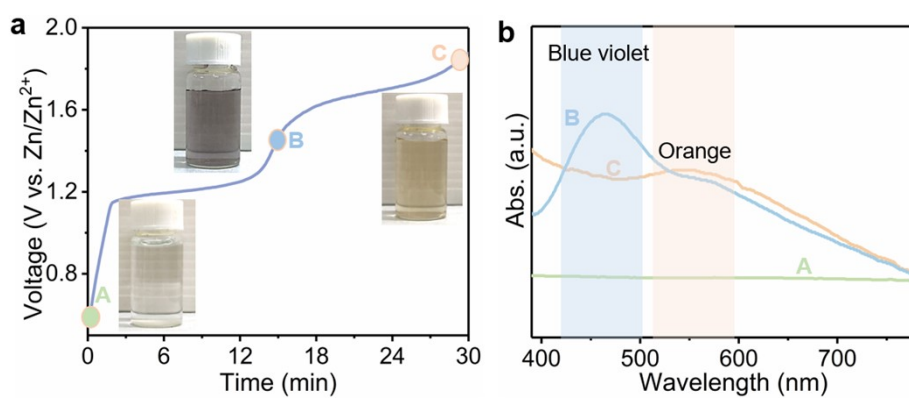 a
2.0
1.6
1.2
0.8
Voltage (V vs. Zn/Zn²⁺)
A
B
C
0 6 12 18 24 30
Time (min)
b
Blue violet
Orange
B
C
A
Abs. (a.u.)
400 500 600 700
Wavelength (nm)